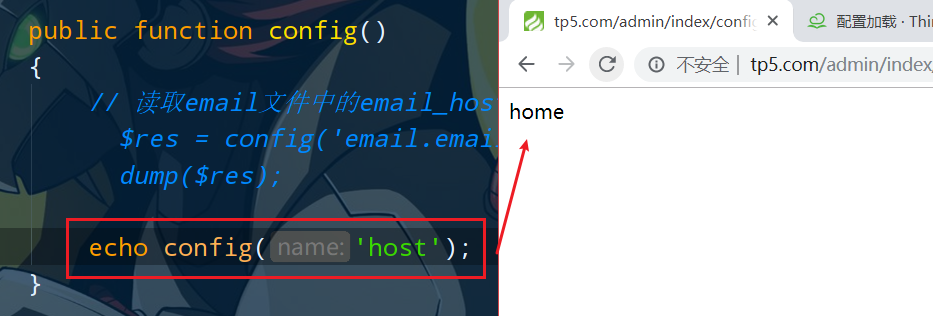 public function config()
{
// 读取email文件中的email_hos
$res = config('email.emai
dump($res);
echo config( name: 'host');
}
tp5.com/admin/index/config
配置加载 · Thi
不安全 | tp5.com/admin/index/
home